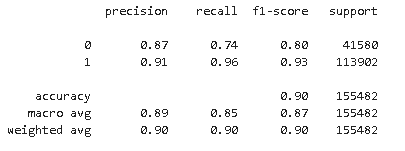 precision recall f1-score support
0 0.87 0.74 0.80 41580
1 0.91 0.96 0.93 113902
accuracy 0.90 155482
macro avg 0.89 0.85 0.87 155482
weighted avg 0.90 0.90 0.90 155482